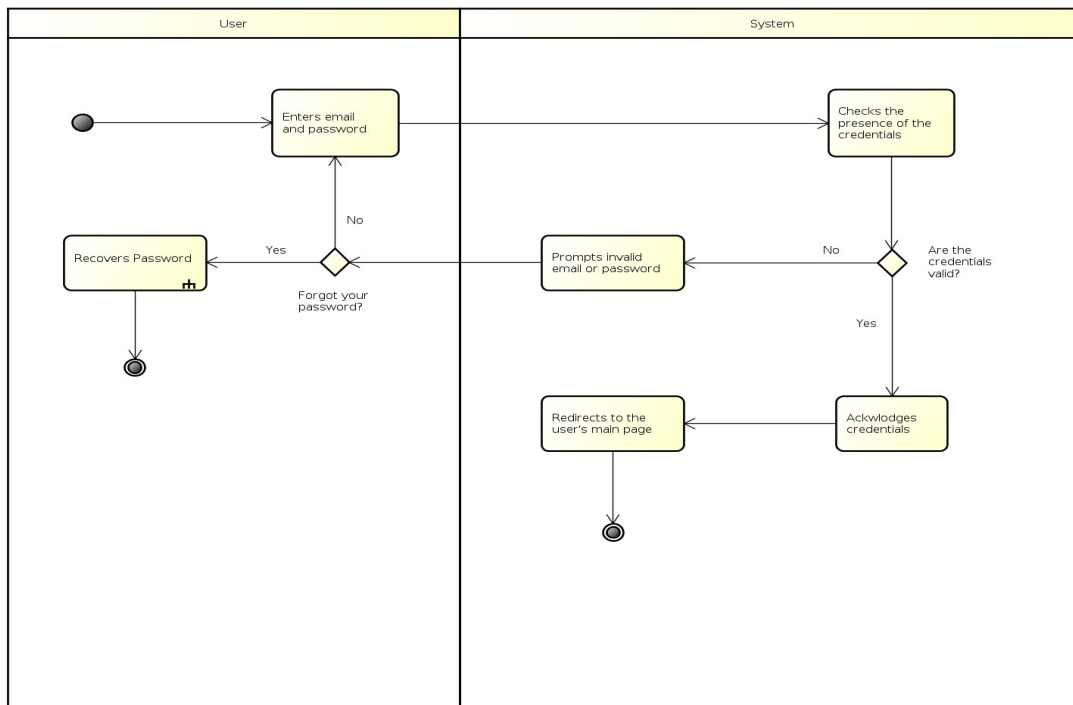 User
System
Enters email
and password
Checks the
presence of the
credentials
No
Recovers Password
Yes
Forgot your
password?
Prompts invalid
email or password
No
Are the
credentials
valid?
Yes
Redirects to the
user's main page
Ackwlodges
credentials